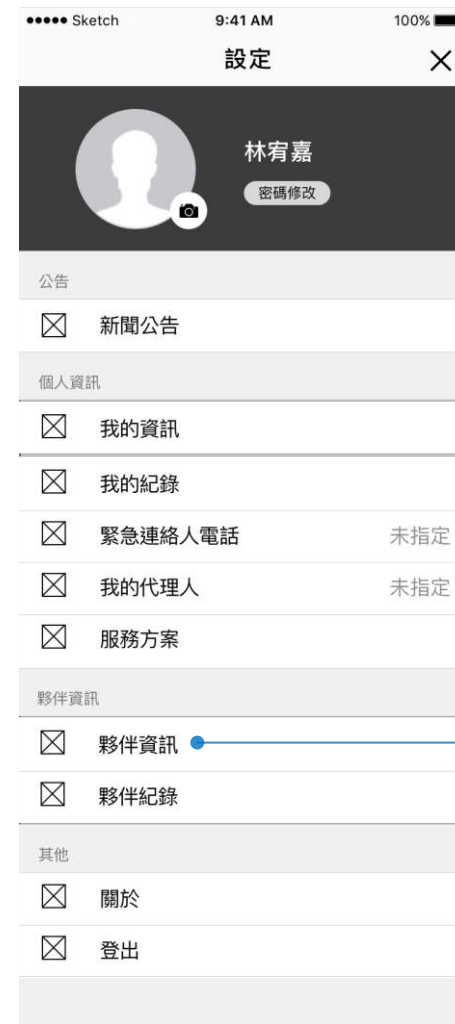 ●●●●● Sketch 9:41 AM 100%
設定
林宥嘉
密碼修改
公告
新聞公告
個人資訊
我的資訊
我的紀錄
緊急連絡人電話 未指定
我的代理人 未指定
服務方案
夥伴資訊
夥伴資訊
夥伴紀錄
其他
關於
登出